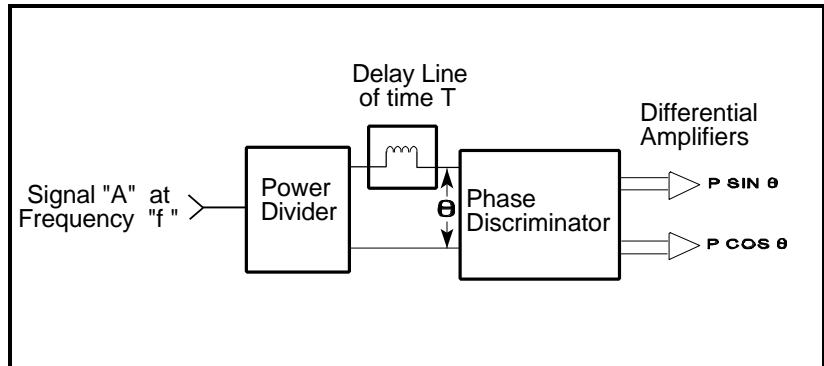 Delay Line
of time T
Differential
Amplifiers
Signal "A" at
Frequency "f "
Power
Divider
Θ
Phase
Discriminator
P SIN θ
P COS θ